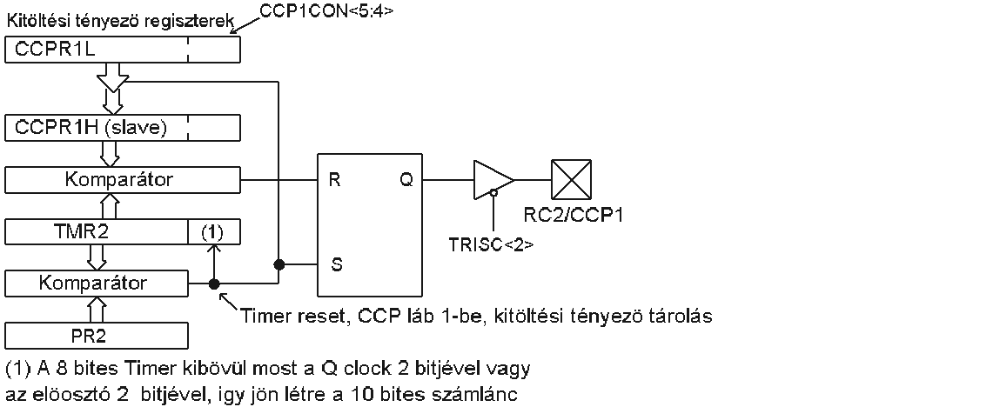 CCP1CON<5:4>
Kitöltési tényezö regiszterek
CCPR1L
CCPR1H (slave)
Komparátor
R
Q
RC2/CCP1
TMR2
(1)
TRISC<2>
S
Komparátor
Timer reset, CCP láb 1-be, kitöltési tényezö tárolás
PR2
(1) A 8 bites Timer kibövül most a Q clock 2 bitjével vagy
az elöosztó 2 bitjével, igy jön létre a 10 bites számlánc